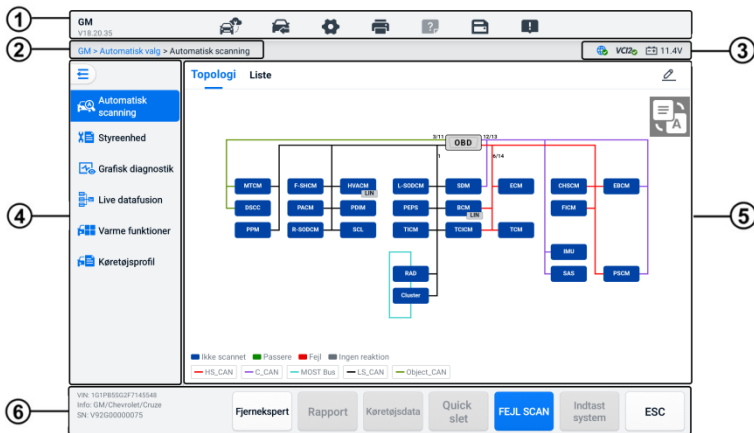 1
GM
V18.20.35
?
2
GM > Automatisk valg > Automatisk scanning
VCI2
11.4V
3
Automatisk
scanning
Styreenhed
Grafisk diagnostik
Live datafusion
Varme funktioner
Køretøjsprofil
4
Topologi Liste
A
3/11 OBD 12/13
1 6/14
MTCM F-SHCM HVACM L-SODCM SDM ECM CHSCM EBCM
LIN
DSCC PACM PDIM PEPS BCM FICM
LIN
PPM R-SODCM SCL TICM TCICM TCM
IMU
RAD SAS PSCM
Cluster
5
Ikke scannet Passere Fejl Ingen reaktion
HS_CAN C_CAN MOST Bus LS_CAN Object_CAN
6
VIN: 1G1PB5SG2F7145548
Info: GM/Chevrolet/Cruze
SN: V92G00000075
Fjernekspert
Rapport
Køretøjsdata
Quick
slet
FEJL SCAN
Indtast
system
ESC